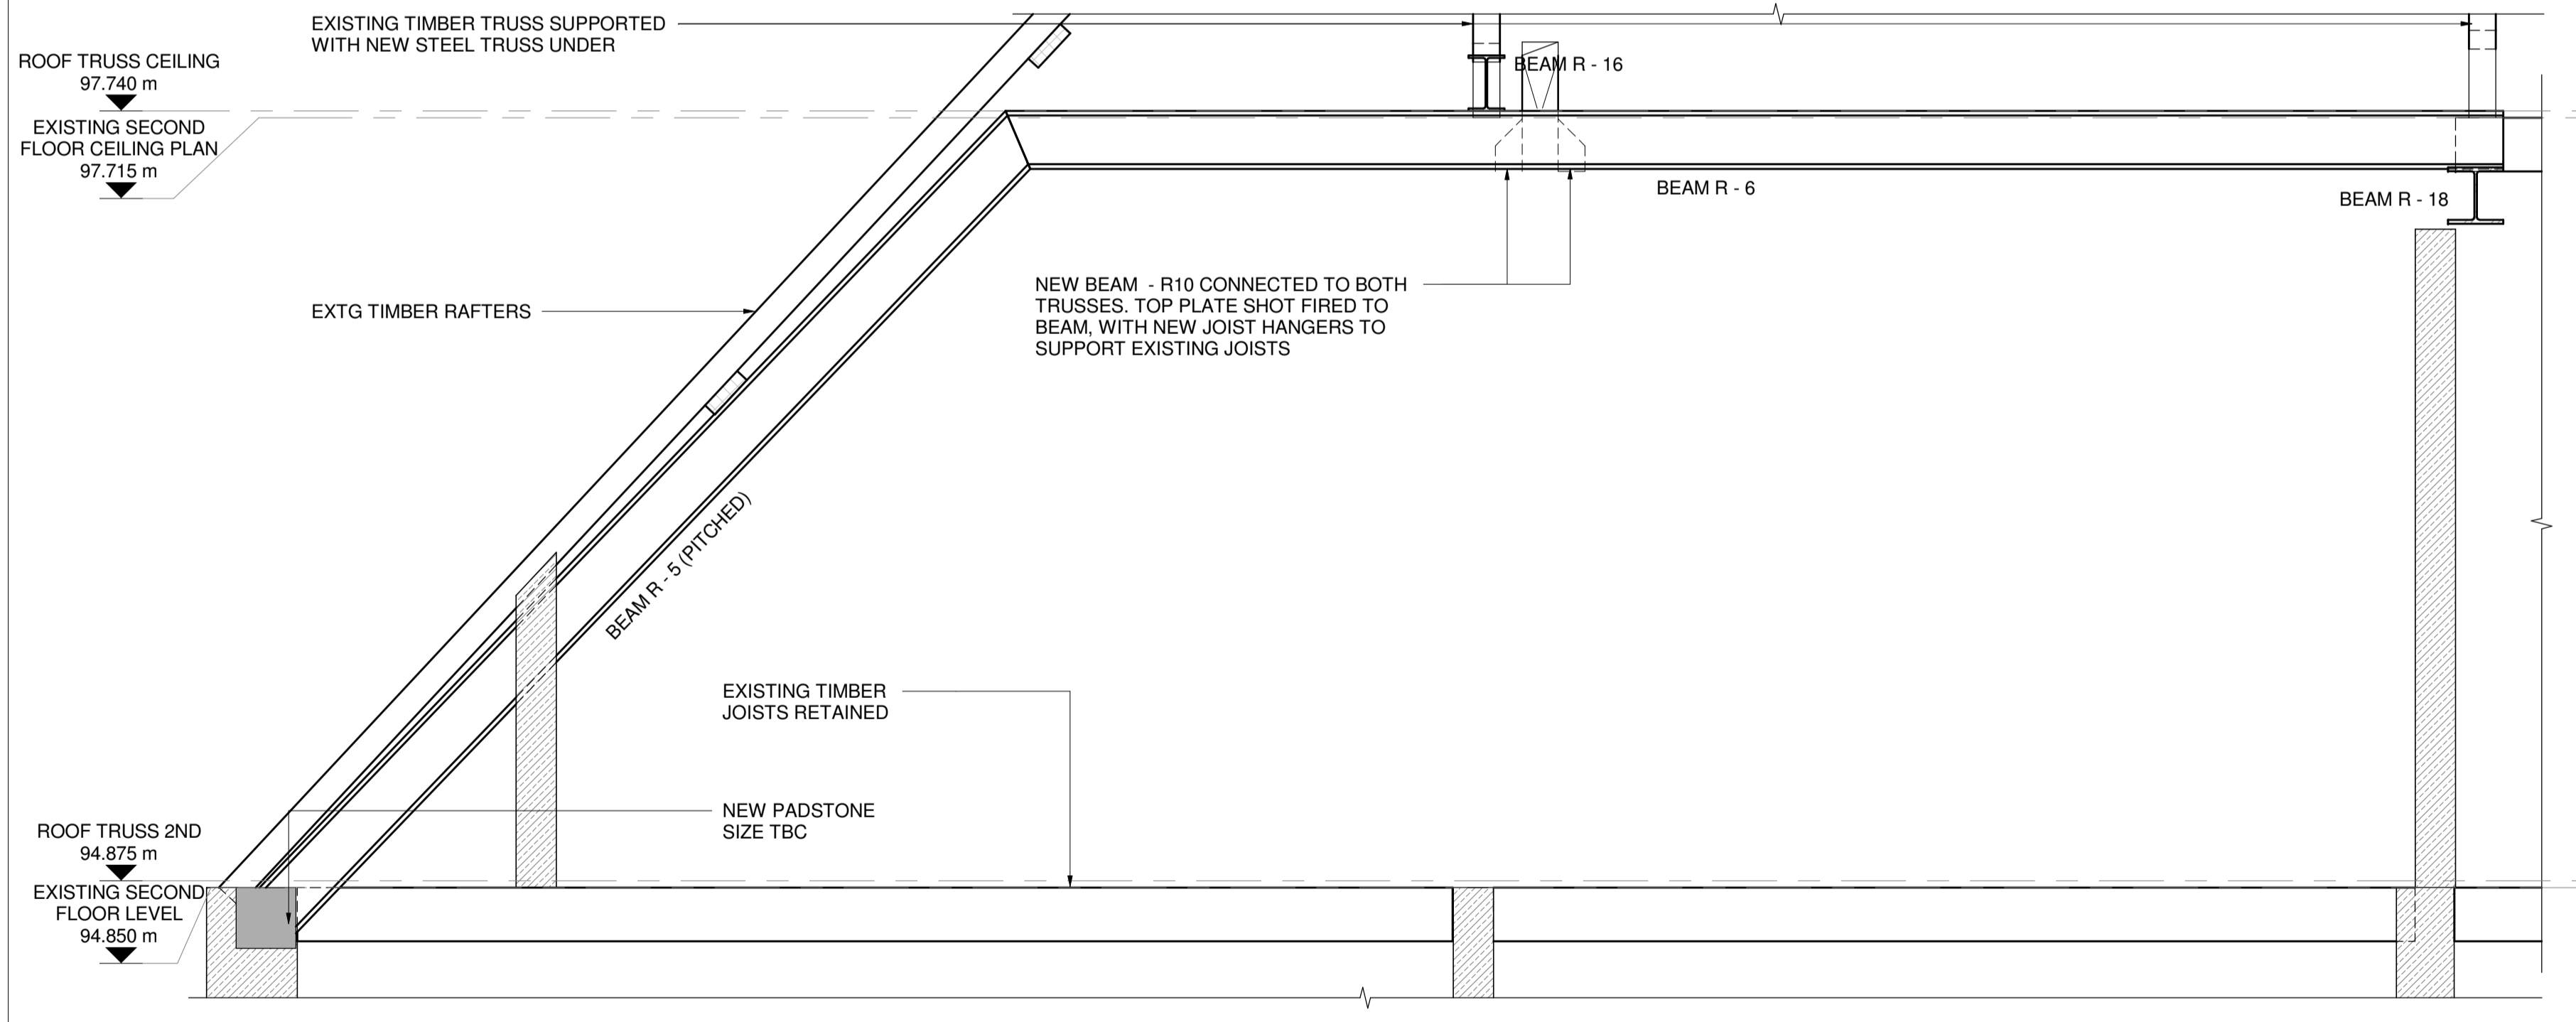 EXISTING TIMBER TRUSS SUPPORTED
WITH NEW STEEL TRUSS UNDER
ROOF TRUSS CEILING
97.740 m
EXISTING SECOND
FLOOR CEILING PLAN
97.715 m
BEAM R - 16
BEAM R - 6
BEAM R - 18
NEW BEAM - R10 CONNECTED TO BOTH
TRUSSES. TOP PLATE SHOT FIRED TO
BEAM, WITH NEW JOIST HANGERS TO
SUPPORT EXISTING JOISTS
EXTG TIMBER RAFTERS
BEAM R - 5 (PITCHED)
EXISTING TIMBER
JOISTS RETAINED
NEW PADSTONE
SIZE TBC
ROOF TRUSS 2ND
94.875 m
EXISTING SECOND
FLOOR LEVEL
94.850 m